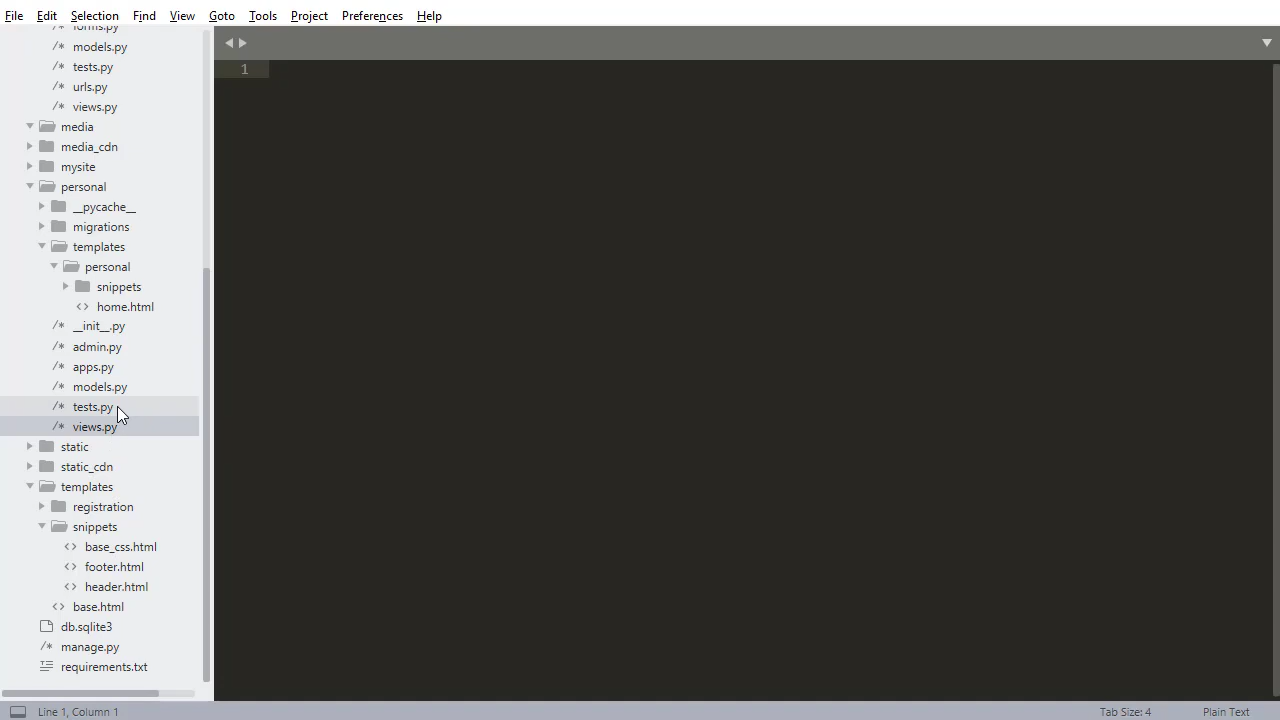 File Edit Selection Find View Goto Tools Project Preferences Help
forms.py
/* models.py
/* tests.py
/* urls.py
/* views.py
media
media_cdn
mysite
personal
__pycache__
migrations
templates
personal
snippets
<> home.html
/* __init__.py
/* admin.py
/* apps.py
/* models.py
/* tests.py
/* views.py
static
static_cdn
templates
registration
snippets
<> base_css.html
<> footer.html
<> header.html
<> base.html
db.sqlite3
/* manage.py
requirements.txt
1
Line 1, Column 1 Tab Size: 4 Plain Text